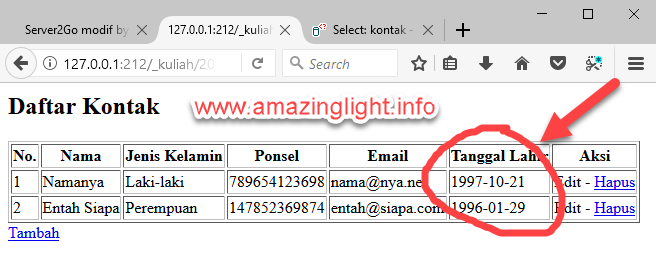 Server2Go modif by
127.0.0.1:212/_kuliah
Select: kontak -
127.0.0.1:212/_kuliah/20
Search
Daftar Kontak
www.amazinglight.info
No. Nama Jenis Kelamin Ponsel Email Tanggal Lahir Aksi
1 Namanya Laki-laki 789654123698 nama@nya.ne 1997-10-21 Edit - Hapus
2 Entah Siapa Perempuan 147852369874 entah@siapa.com 1996-01-29 Edit - Hapus
Tambah